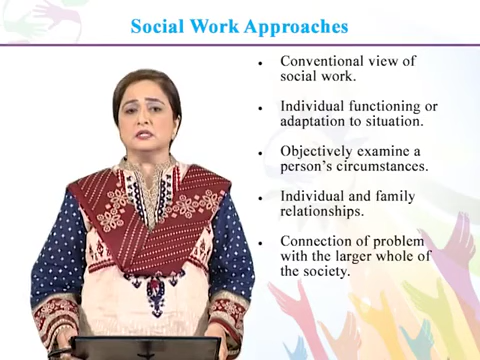 Social Work Approaches
• Conventional view of
social work.
• Individual functioning or
adaptation to situation.
• Objectively examine a
person's circumstances.
• Individual and family
relationships.
• Connection of problem
with the larger whole of
the society.